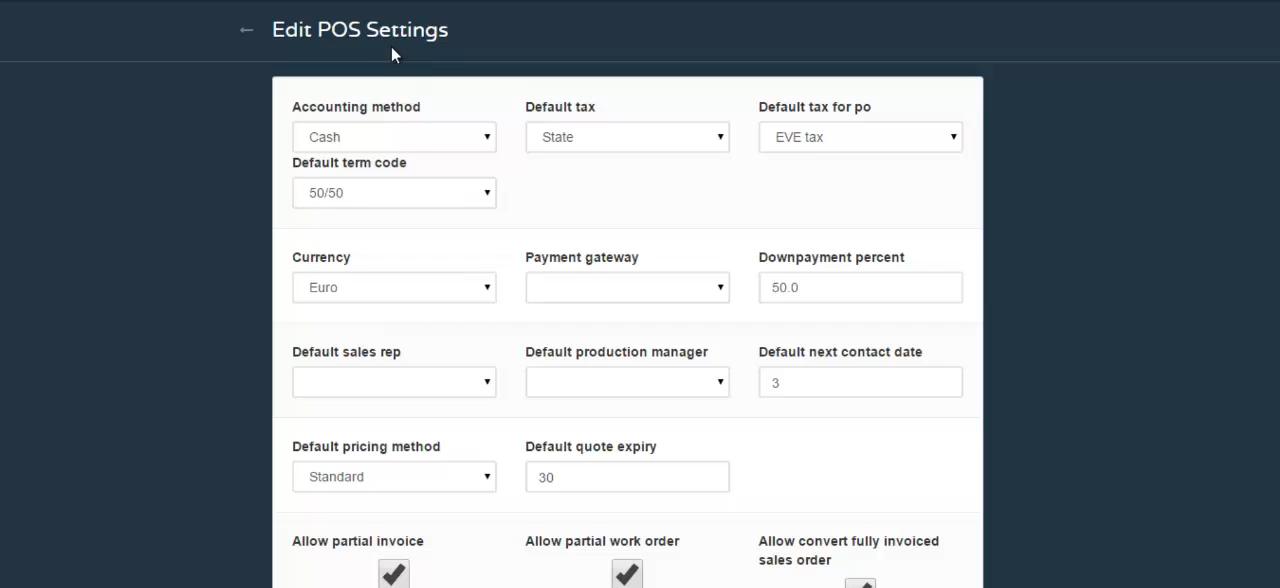 ← Edit POS Settings
Accounting method
Default tax
Default tax for po
Cash
State
EVE tax
Default term code
50/50
Currency
Payment gateway
Downpayment percent
Euro
50.0
Default sales rep
Default production manager
Default next contact date
3
Default pricing method
Default quote expiry
Standard
30
Allow partial invoice
Allow partial work order
Allow convert fully invoiced
sales order